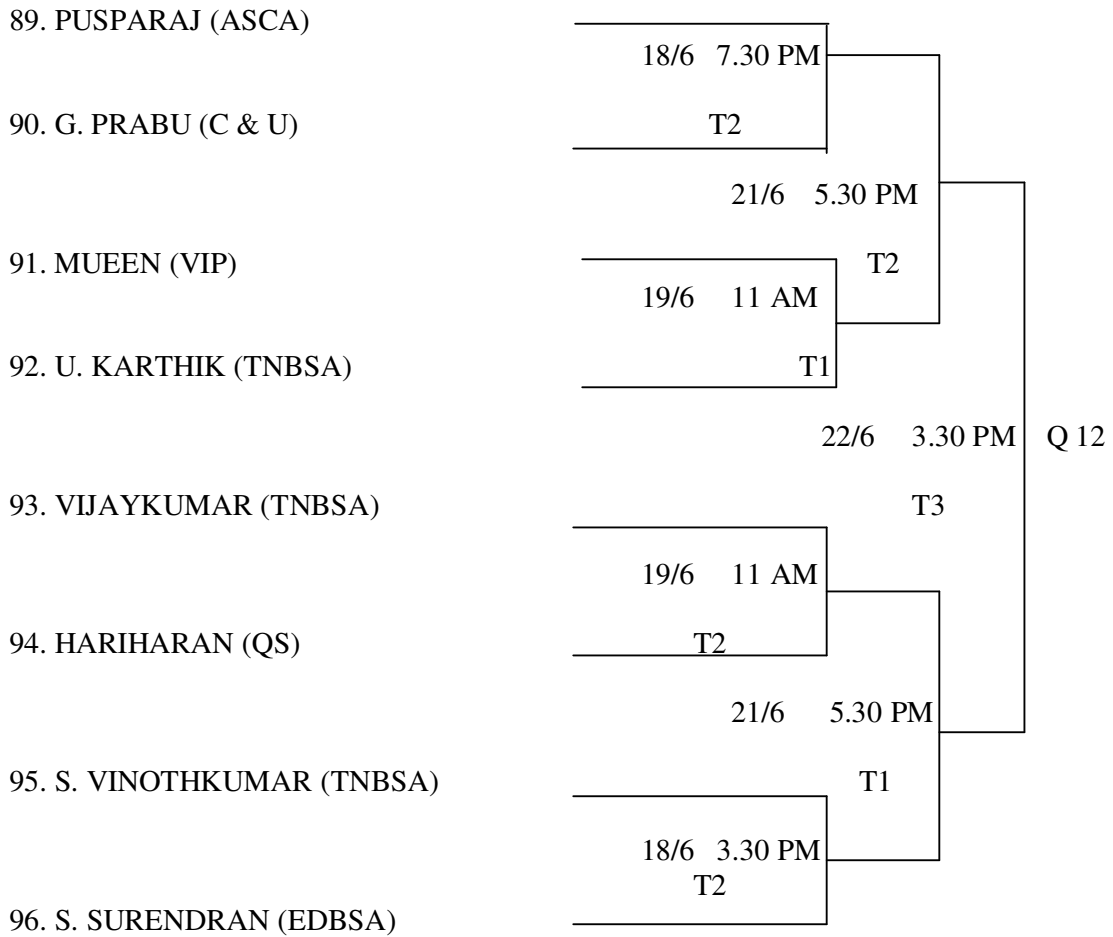 89. PUSPARAJ (ASCA)
18/6 7.30 PM
90. G. PRABU (C & U)
T2
21/6 5.30 PM
91. MUEEN (VIP)
T2
19/6 11 AM
92. U. KARTHIK (TNBSA)
T1
22/6 3.30 PM
Q 12
93. VIJAYKUMAR (TNBSA)
T3
19/6 11 AM
94. HARIHARAN (QS)
T2
21/6 5.30 PM
95. S. VINOTHKUMAR (TNBSA)
T1
18/6 3.30 PM
T2
96. S. SURENDRAN (EDBSA)